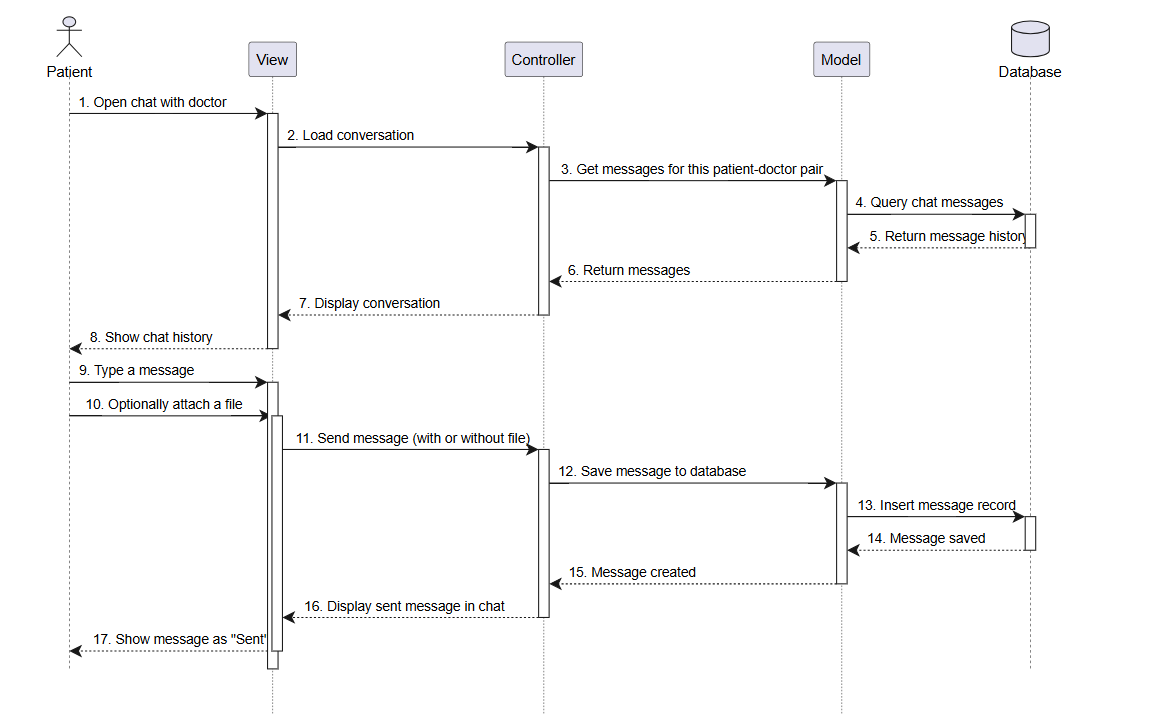 Patient
View
Controller
Model
Database
1. Open chat with doctor
2. Load conversation
3. Get messages for this patient-doctor pair
4. Query chat messages
5. Return message history
6. Return messages
7. Display conversation
8. Show chat history
9. Type a message
10. Optionally attach a file
11. Send message (with or without file)
12. Save message to database
13. Insert message record
14. Message saved
15. Message created
16. Display sent message in chat
17. Show message as "Sent"